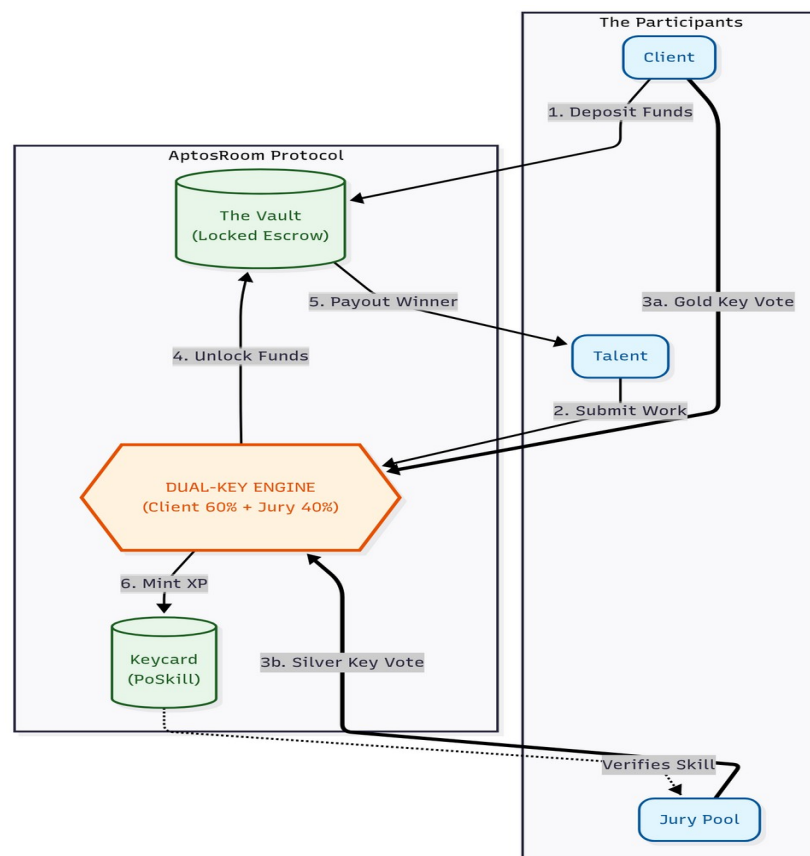 The Participants
Client
1. Deposit Funds
AptosRoom Protocol
The Vault
(Locked Escrow)
5. Payout Winner
3a. Gold Key Vote
4. Unlock Funds
Talent
2. Submit Work
DUAL-KEY ENGINE
(Client 60% + Jury 40%)
6. Mint XP
Keycard
(PoSkill)
3b. Silver Key Vote
Verifies Skill
Jury Pool